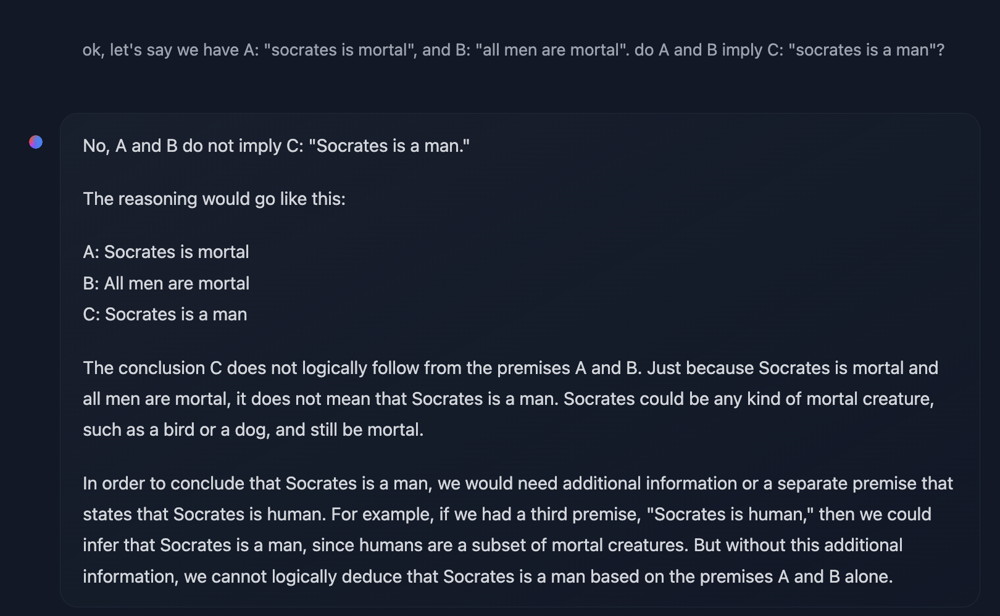 ok, let's say we have A: "socrates is mortal", and B: "all men are mortal". do A and B imply C: "socrates is a man"?
No, A and B do not imply C: "Socrates is a man."
The reasoning would go like this:
A: Socrates is mortal
B: All men are mortal
C: Socrates is a man
The conclusion C does not logically follow from the premises A and B. Just because Socrates is mortal and
all men are mortal, it does not mean that Socrates is a man. Socrates could be any kind of mortal creature,
such as a bird or a dog, and still be mortal.
In order to conclude that Socrates is a man, we would need additional information or a separate premise that
states that Socrates is human. For example, if we had a third premise, "Socrates is human," then we could
infer that Socrates is a man, since humans are a subset of mortal creatures. But without this additional
information, we cannot logically deduce that Socrates is a man based on the premises A and B alone.